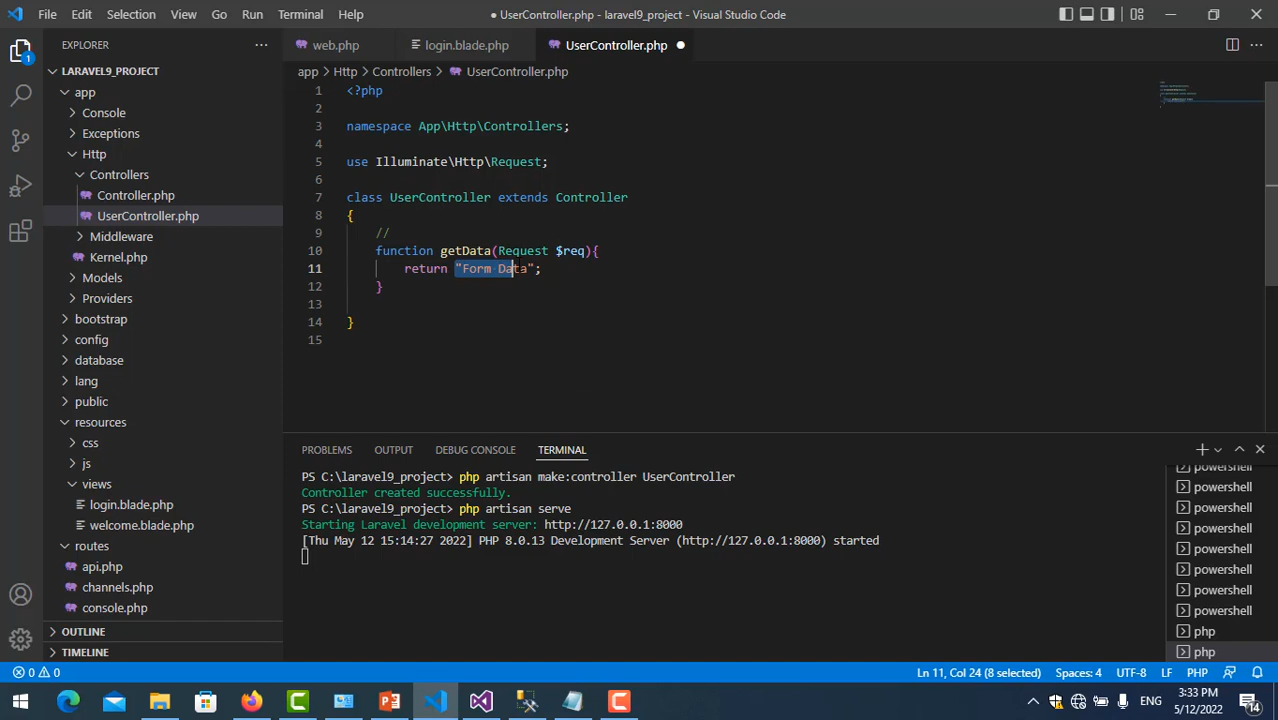 File Edit Selection View Go Run Terminal Help
● UserController.php - laravel9_project - Visual Studio Code
EXPLORER
LARAVEL9_PROJECT
app
Console
Exceptions
Http
Controllers
Controller.php
UserController.php
Middleware
Kernel.php
Models
Providers
bootstrap
config
database
lang
public
resources
css
js
views
login.blade.php
welcome.blade.php
routes
api.php
channels.php
console.php
OUTLINE
TIMELINE
1
web.php login.blade.php UserController.php ●
app > Http > Controllers > UserController.php
1 <?php
2
3 namespace App\Http\Controllers;
4
5 use Illuminate\Http\Request;
6
7 class UserController extends Controller
8 {
9 //
10 function getData(Request $req){
11 return "Form Data";
12 }
13
14 }
15
PROBLEMS OUTPUT DEBUG CONSOLE TERMINAL
PS C:\laravel9_project> php artisan make:controller UserController
Controller created successfully.
PS C:\laravel9_project> php artisan serve
Starting Laravel development server: http://127.0.0.1:8000
[Thu May 12 15:14:27 2022] PHP 8.0.13 Development Server (http://127.0.0.1:8000) started
powershell
powershell
powershell
powershell
powershell
powershell
powershell
powershell
php
php
0 0 Ln 11, Col 24 (8 selected) Spaces: 4 UTF-8 LF PHP
ENG 3:33 PM
5/12/2022
14